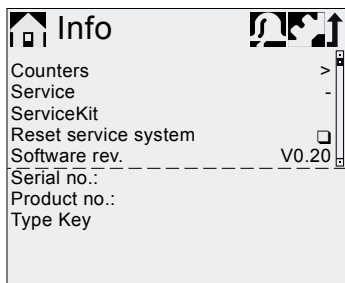 Info
Counters >
Service -
ServiceKit
Reset service system ❑
Software rev. V0.20
Serial no.:
Product no.:
Type Key